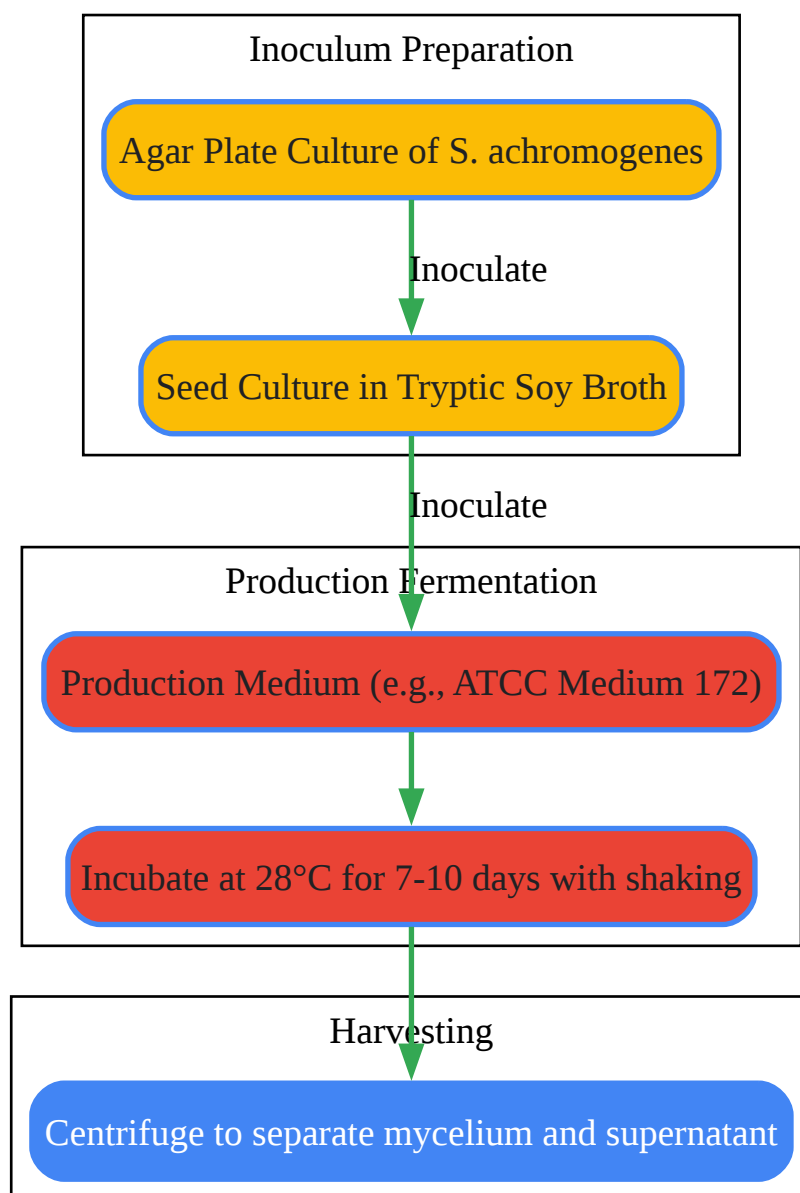 Inoculum Preparation
Agar Plate Culture of S. achromogenes
Inoculate
Seed Culture in Tryptic Soy Broth
Inoculate
Production Fermentation
Production Medium (e.g., ATCC Medium 172)
Incubate at 28°C for 7-10 days with shaking
Harvesting
Centrifuge to separate mycelium and supernatant